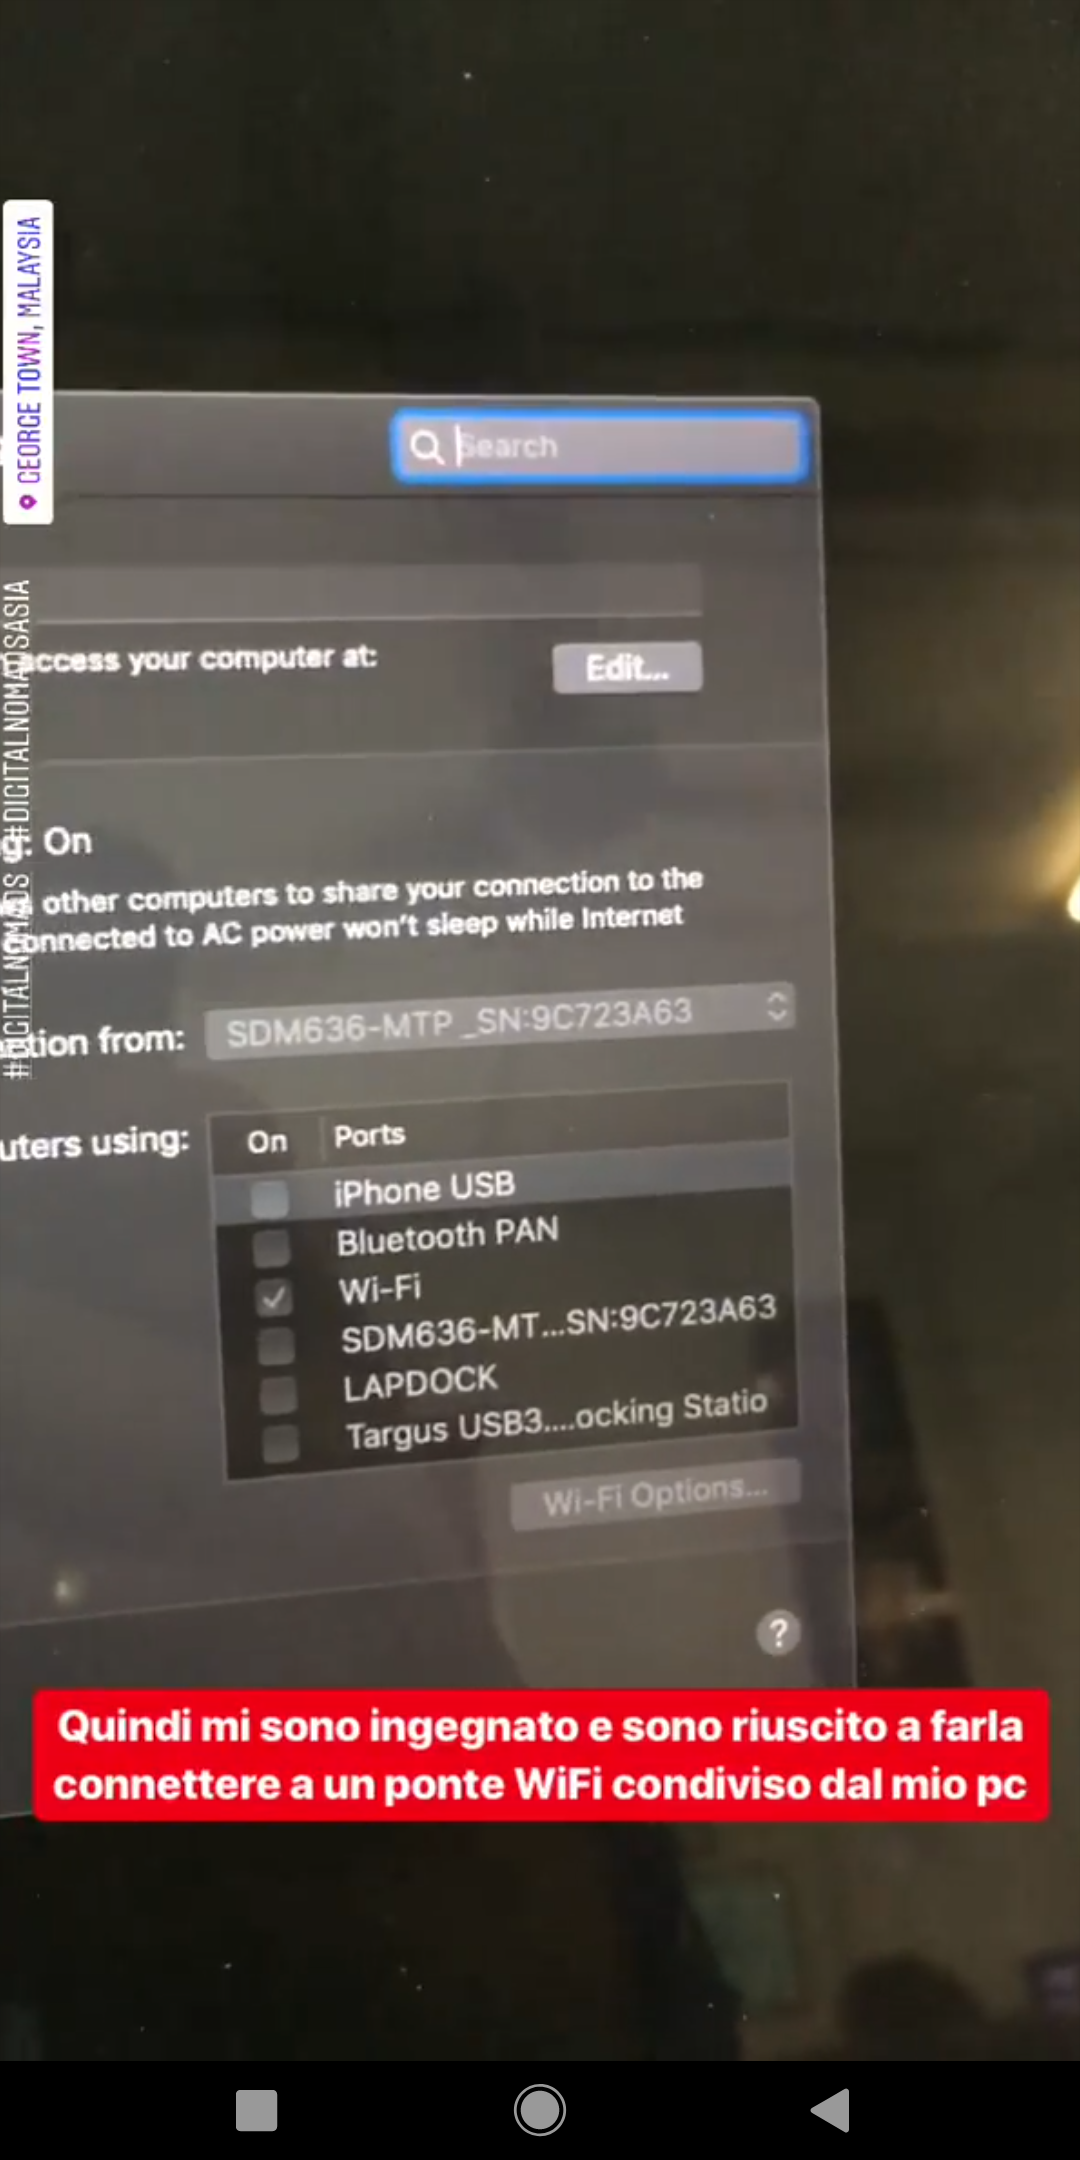 GEORGE TOWN, MALAYSIA
#DIGITALNOMADS #DIGITALNOMADSASIA
Search
access your computer at:
Edit...
g: On
other computers to share your connection to the
connected to AC power won't sleep while Internet
ction from:
SDM636-MTP _SN:9C723A63
uters using:
On
Ports
iPhone USB
Bluetooth PAN
Wi-Fi
SDM636-MT...SN:9C723A63
LAPDOCK
Targus USB3....ocking Statio
Wi-Fi Options...
?
Quindi mi sono ingegnato e sono riuscito a farla
connettere a un ponte WiFi condiviso dal mio pc